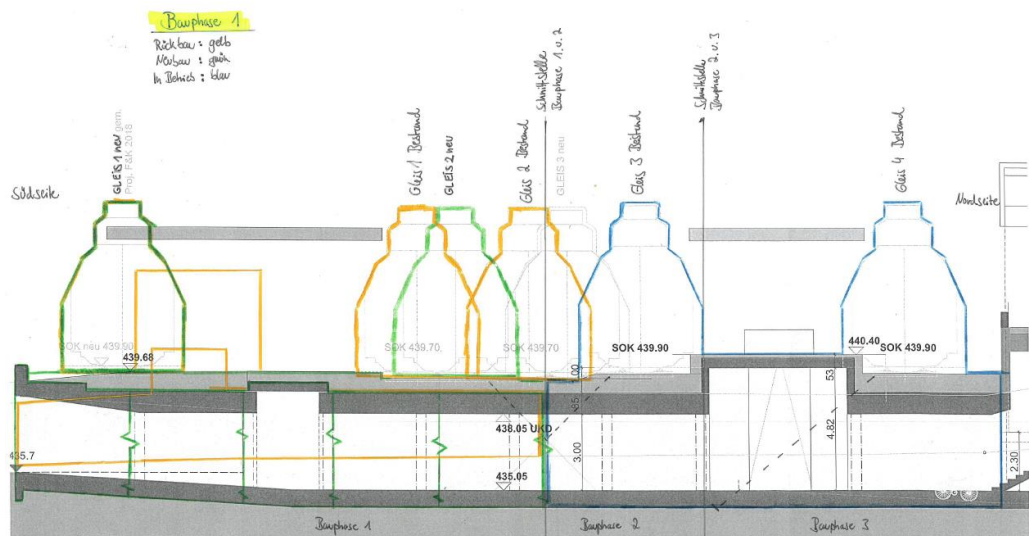 Bauphase 1
Rückbau : gelb
Neubau : grün
In Betrieb : blau
Südseite
GLEIS 1 neu gem.
Proj. F&K 2018
Gleis 1 Bestand
GLEIS 2 neu
Gleis 2 Bestand
Schnittstelle
Bauphase 1. u. 2
GLEIS 3 neu
Gleis 3 Bestand
Schnittstelle
Bauphase 2. u. 3
Gleis 4 Bestand
Nordseite
SOK neu 439.90
439.68
SOK 439.70
SOK 439.70
SOK 439.90
440.40
SOK 439.90
53
438.05 UKD
3.00
4.82
435.7
435.05
2.30
Bauphase 1
Bauphase 2
Bauphase 3